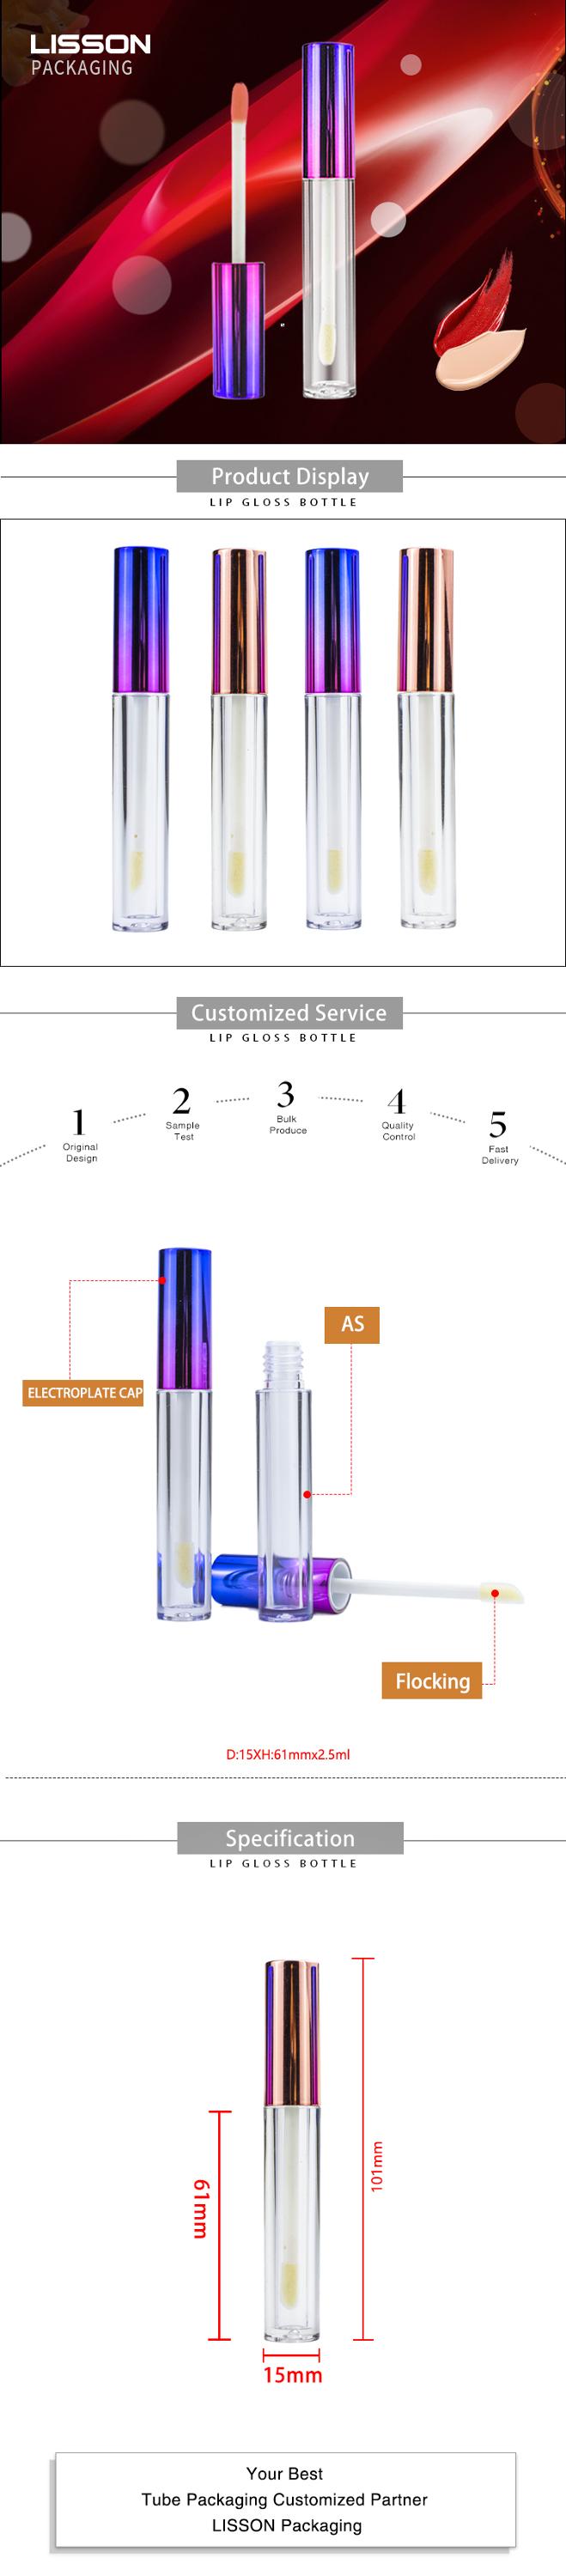 LISSON
PACKAGING
Product Display
LIP GLOSS BOTTLE
Customized Service
LIP GLOSS BOTTLE
1
Original
Design
2
Sample
Test
3
Bulk
Produce
4
Quality
Control
5
Fast
Delivery
ELECTROPLATE CAP
AS
Flocking
D:15XH:61mmx2.5ml
Specification
LIP GLOSS BOTTLE
101mm
61mm
15mm
Your Best
Tube Packaging Customized Partner
LISSON Packaging